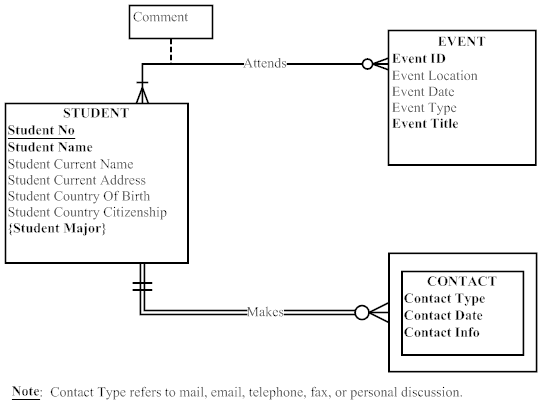 Comment
Attends
EVENT
Event ID
Event Location
Event Date
Event Type
Event Title
STUDENT
Student No
Student Name
Student Current Name
Student Current Address
Student Country Of Birth
Student Country Citizenship
{Student Major}
Makes
CONTACT
Contact Type
Contact Date
Contact Info
Note: Contact Type refers to mail, email, telephone, fax, or personal discussion.